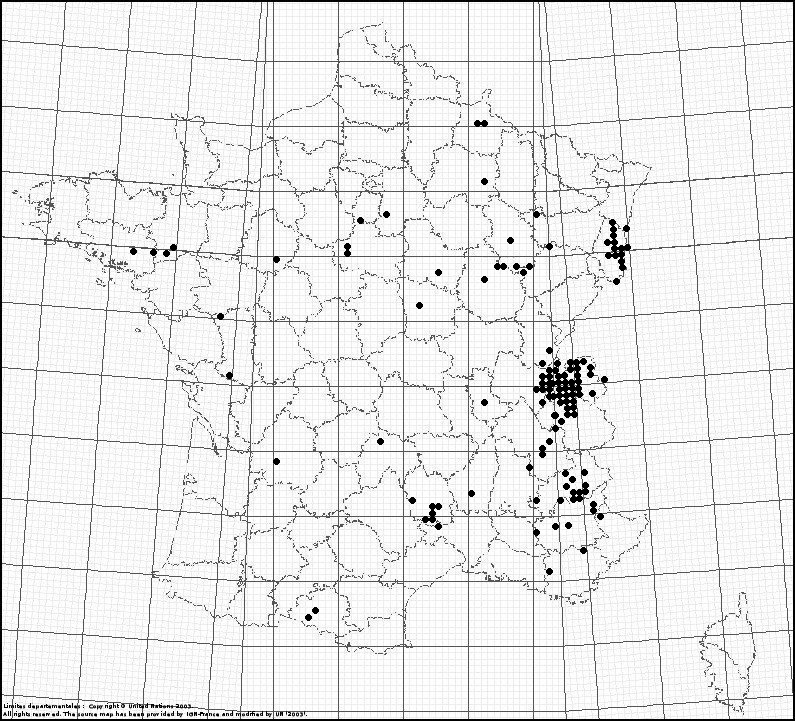 Limites departementales : Copyright © United Nations 2003
All rights reserved. The source map has been provided by IGN-France and modified by UN "2003".